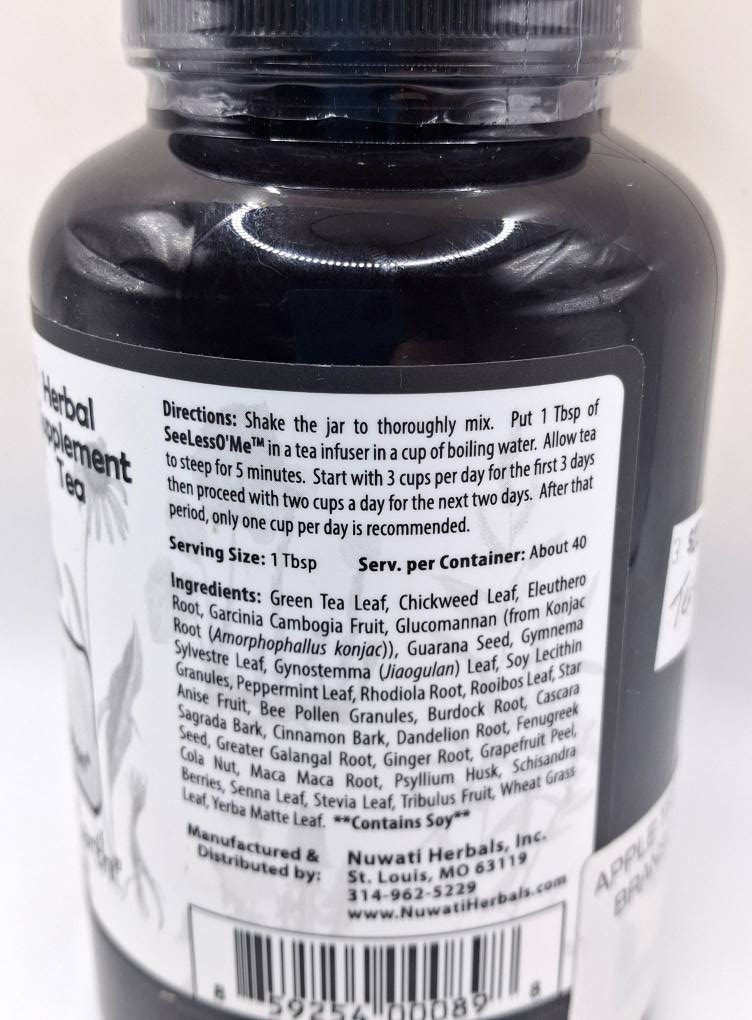 Herbal
Supplement
Tea
Directions: Shake the jar to thoroughly mix. Put 1 Tbsp of
SeeLessO'Me™ in a tea infuser in a cup of boiling water. Allow tea
to steep for 5 minutes. Start with 3 cups per day for the first 3 days
then proceed with two cups a day for the next two days. After that
period, only one cup per day is recommended.
Serving Size: 1 Tbsp Serv. per Container: About 40
Ingredients: Green Tea Leaf, Chickweed Leaf, Eleuthero
Root, Garcinia Cambogia Fruit, Glucomannan (from Konjac
Root (Amorphophallus konjac)), Guarana Seed, Gymnema
Sylvestre Leaf, Gynostemma (Jiaogulan) Leaf, Soy Lecithin
Granules, Peppermint Leaf, Rhodiola Root, Rooibos Leaf, Star
Anise Fruit, Bee Pollen Granules, Burdock Root, Cascara
Sagrada Bark, Cinnamon Bark, Dandelion Root, Fenugreek
Seed, Greater Galangal Root, Ginger Root, Grapefruit Peel,
Cola Nut, Maca Maca Root, Psyllium Husk, Schisandra
Berries, Senna Leaf, Stevia Leaf, Tribulus Fruit, Wheat Grass
Leaf, Yerba Matte Leaf. **Contains Soy**
Manufactured &
Distributed by:
Nuwati Herbals, Inc.
St. Louis, MO 63119
314-962-5229
www.NuwatiHerbals.com
8 59254 00089 8
APPLE